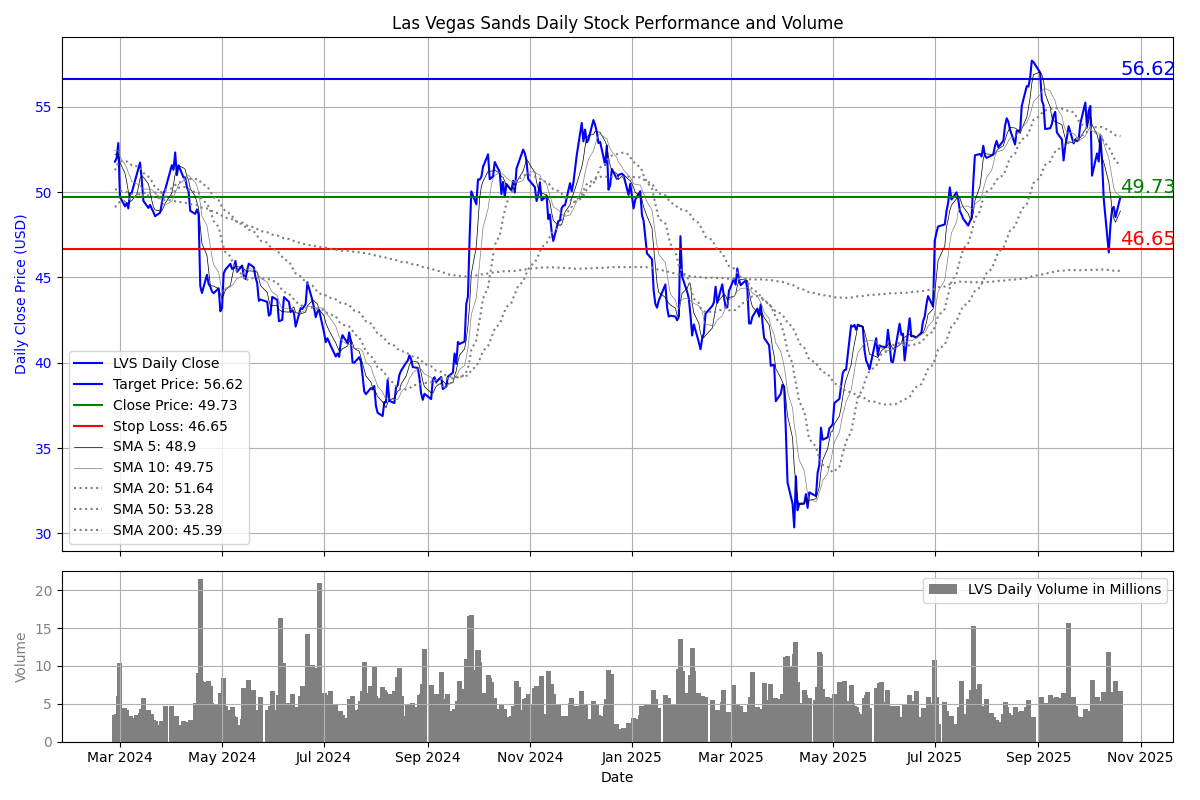 Las Vegas Sands Daily Stock Performance and Volume
Daily Close Price (USD)
55
50
45
40
35
30
56.62
49.73
46.65
LVS Daily Close
Target Price: 56.62
Close Price: 49.73
Stop Loss: 46.65
SMA 5: 48.9
SMA 10: 49.75
SMA 20: 51.64
SMA 50: 53.28
SMA 200: 45.39
Volume
20
15
10
5
0
LVS Daily Volume in Millions
Mar 2024
May 2024
Jul 2024
Sep 2024
Nov 2024
Jan 2025
Mar 2025
May 2025
Jul 2025
Sep 2025
Nov 2025
Date